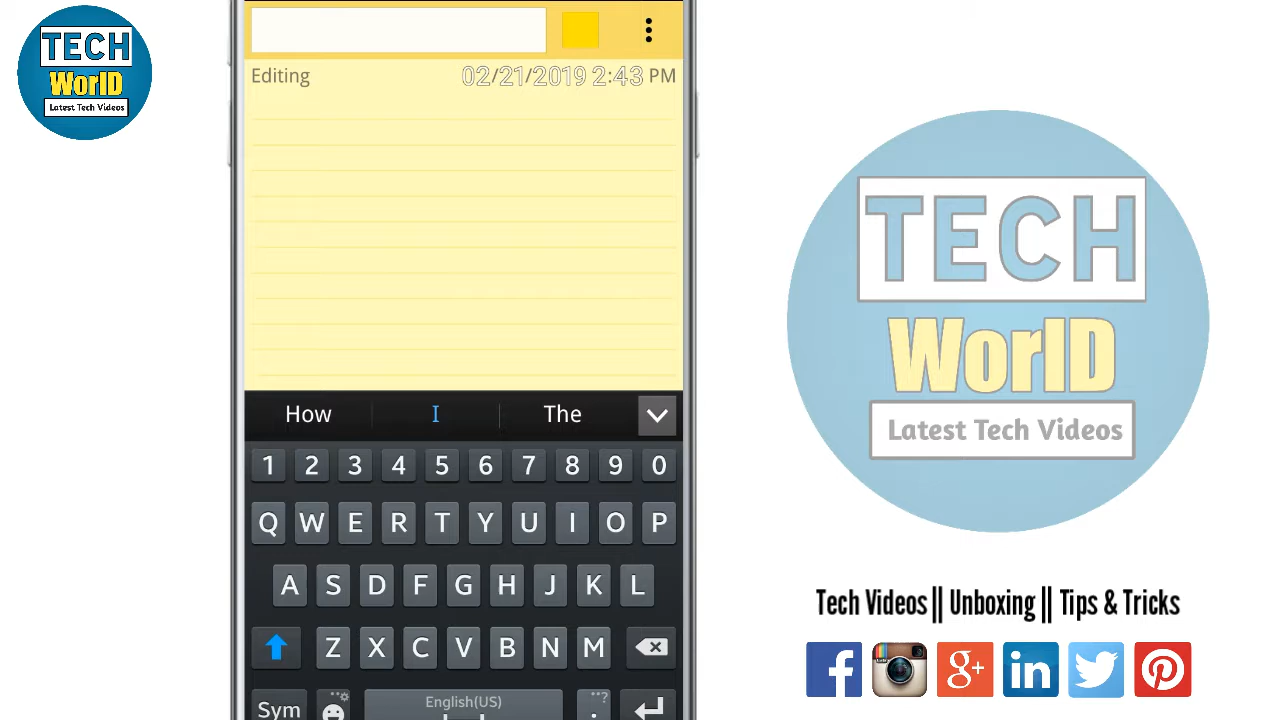 TECH
WorlD
Latest Tech Videos
Editing 02/21/2019 2:43 PM
How I The
1 2 3 4 5 6 7 8 9 0
Q W E R T Y U I O P
A S D F G H J K L
Z X C V B N M
Sym English(US) ..? .
TECH
WorlD
Latest Tech Videos
Tech Videos || Unboxing || Tips & Tricks
f g+ in